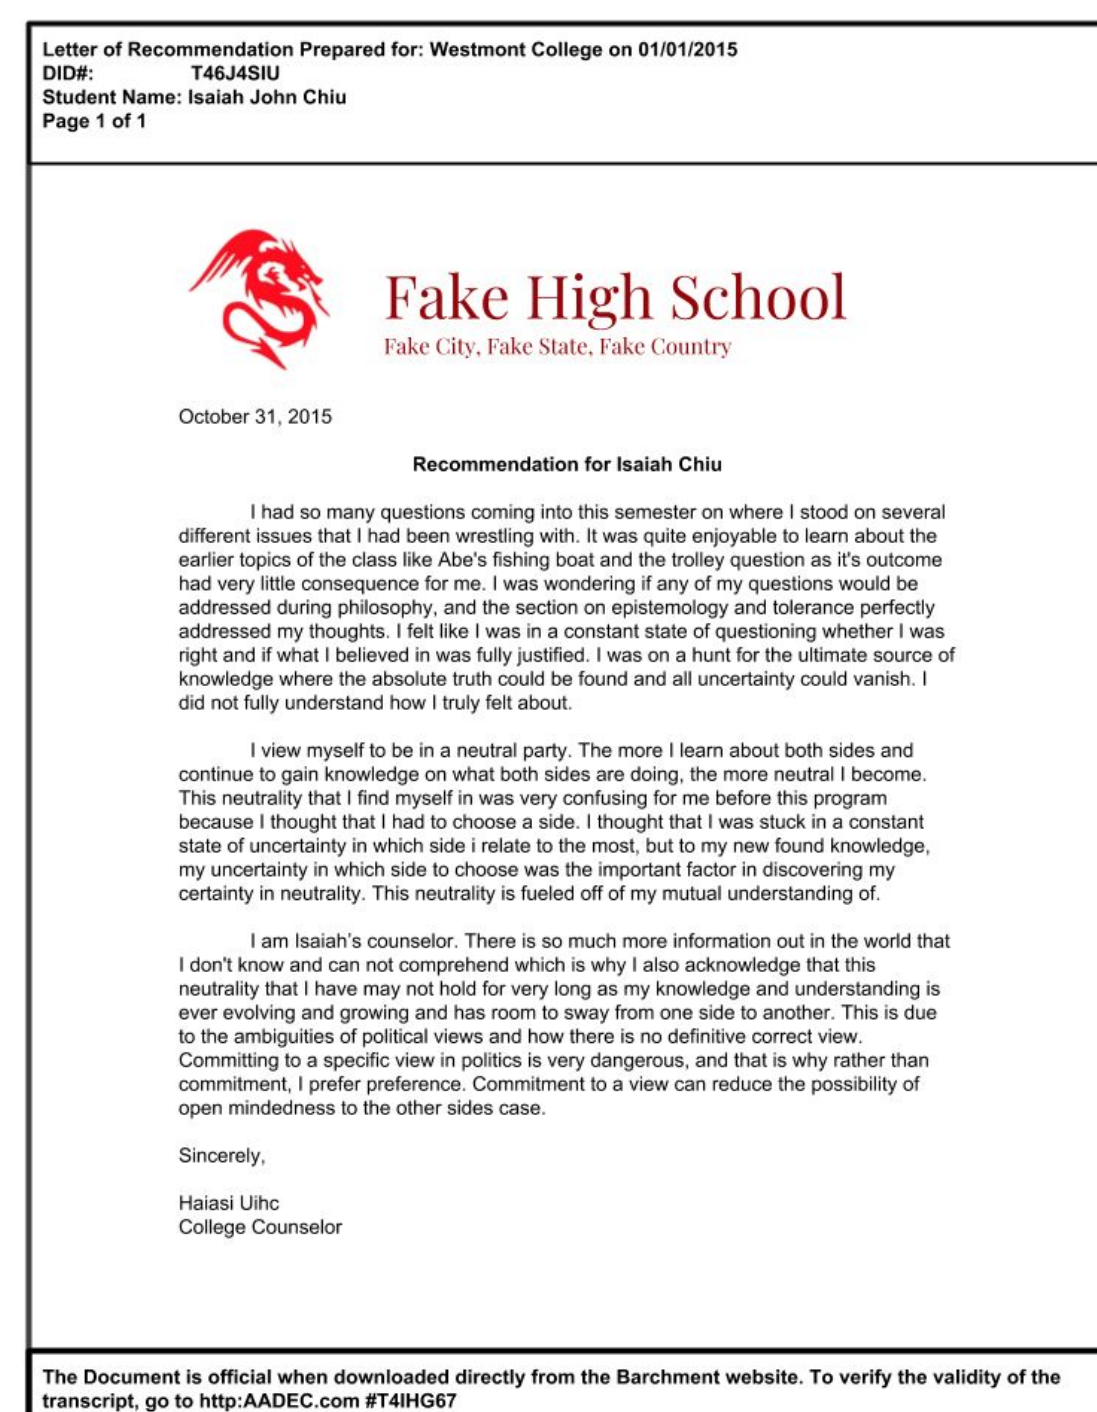 Letter of Recommendation Prepared for: Westmont College on 01/01/2015
DID#: T46J4SIU
Student Name: Isaiah John Chiu
Page 1 of 1
Fake High School
Fake City, Fake State, Fake Country
October 31, 2015
Recommendation for Isaiah Chiu
I had so many questions coming into this semester on where I stood on several
different issues that I had been wrestling with. It was quite enjoyable to learn about the
earlier topics of the class like Abe's fishing boat and the trolley question as it's outcome
had very little consequence for me. I was wondering if any of my questions would be
addressed during philosophy, and the section on epistemology and tolerance perfectly
addressed my thoughts. I felt like I was in a constant state of questioning whether I was
right and if what I believed in was fully justified. I was on a hunt for the ultimate source of
knowledge where the absolute truth could be found and all uncertainty could vanish. I
did not fully understand how I truly felt about.
I view myself to be in a neutral party. The more I learn about both sides and
continue to gain knowledge on what both sides are doing, the more neutral I become.
This neutrality that I find myself in was very confusing for me before this program
because I thought that I had to choose a side. I thought that I was stuck in a constant
state of uncertainty in which side i relate to the most, but to my new found knowledge,
my uncertainty in which side to choose was the important factor in discovering my
certainty in neutrality. This neutrality is fueled off of my mutual understanding of.
I am Isaiah's counselor. There is so much more information out in the world that
I don't know and can not comprehend which is why I also acknowledge that this
neutrality that I have may not hold for very long as my knowledge and understanding is
ever evolving and growing and has room to sway from one side to another. This is due
to the ambiguities of political views and how there is no definitive correct view.
Committing to a specific view in politics is very dangerous, and that is why rather than
commitment, I prefer preference. Commitment to a view can reduce the possibility of
open mindedness to the other sides case.
Sincerely,
Haiasi Uihc
College Counselor
The Document is official when downloaded directly from the Barchment website. To verify the validity of the
transcript, go to http:AADEC.com #T4IHG67